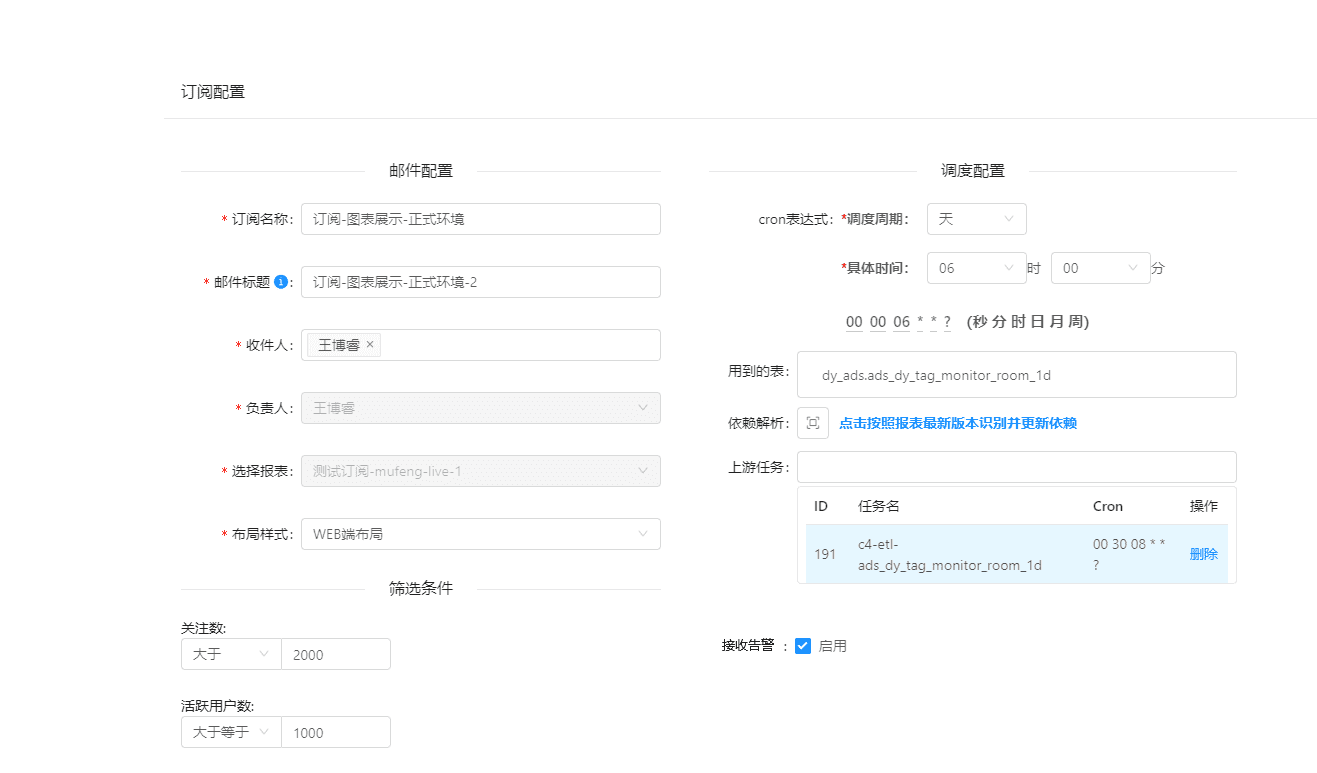 订阅配置
邮件配置
* 订阅名称: 订阅-图表展示-正式环境
* 邮件标题 i : 订阅-图表展示-正式环境-2
* 收件人: 王博睿 ×
* 负责人: 王博睿
* 选择报表: 测试订阅-mufeng-live-1
* 布局样式: WEB端布局
筛选条件
关注数:
大于 2000
活跃用户数:
大于等于 1000
调度配置
cron表达式: *调度周期: 天
*具体时间: 06 时 00 分
00 00 06 * * ? (秒 分 时 日 月 周)
用到的表: dy_ads.ads_dy_tag_monitor_room_1d
依赖解析: 点击按照报表最新版本识别并更新依赖
上游任务:
ID 任务名 Cron 操作
191 c4-etl-ads_dy_tag_monitor_room_1d 00 30 08 * * ? 删除
接收告警 : 启用